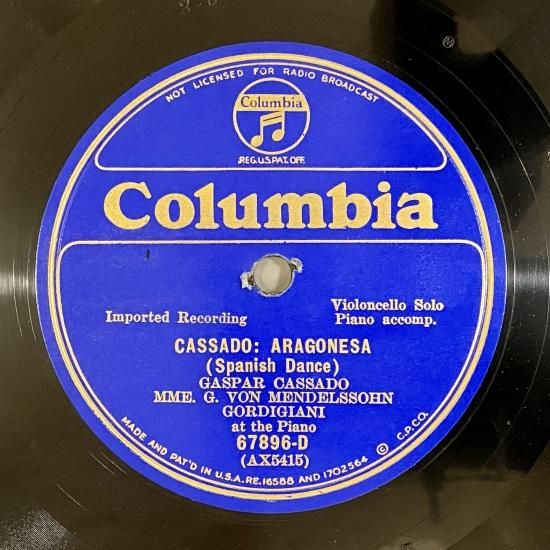 NOT LICENSED FOR RADIO BROADCAST
Columbia
REG.U.S.PAT.OFF.
Columbia
Imported Recording
Violoncello Solo
Piano accomp.
CASSADO: ARAGONESA
(Spanish Dance)
GASPAR CASSADO
MME. G. VON MENDELSSOHN
GORDIGIANI
at the Piano
67896-D
(AX5415)
MADE AND PAT'D IN U.S.A. RE.16588 AND 1702564 © C.P.CO.